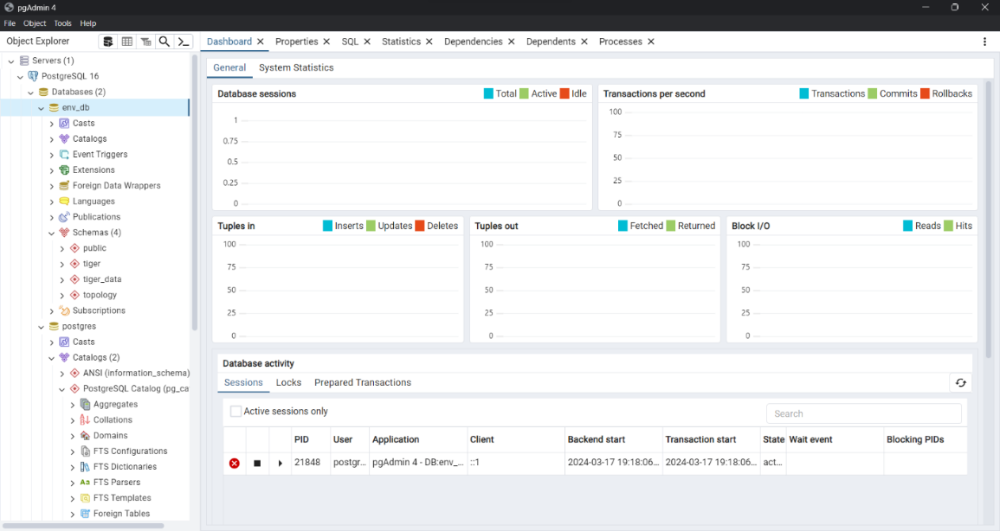 pgAdmin 4
File Object Tools Help
Object Explorer
Dashboard Properties SQL Statistics Dependencies Dependents Processes
Servers (1)
PostgreSQL 16
Databases (2)
env_db
Casts
Catalogs
Event Triggers
Extensions
Foreign Data Wrappers
Languages
Publications
Schemas (4)
public
tiger
tiger_data
topology
Subscriptions
postgres
Casts
Catalogs (2)
ANSI (information_schema)
PostgreSQL Catalog (pg_ca
Aggregates
Collations
Domains
FTS Configurations
FTS Dictionaries
FTS Parsers
FTS Templates
Foreign Tables
General System Statistics
Database sessions Total Active Idle
1
0.75
0.5
0.25
0
Transactions per second Transactions Commits Rollbacks
100
75
50
25
0
Tuples in Inserts Updates Deletes
100
75
50
25
0
Tuples out Fetched Returned
100
75
50
25
0
Block I/O Reads Hits
100
75
50
25
0
Database activity
Sessions Locks Prepared Transactions
Active sessions only Search
PID User Application Client Backend start Transaction start State Wait event Blocking PIDs
21848 postgr... pgAdmin 4 - DB:env_... ::1 2024-03-17 19:18:06... 2024-03-17 19:18:06... act...